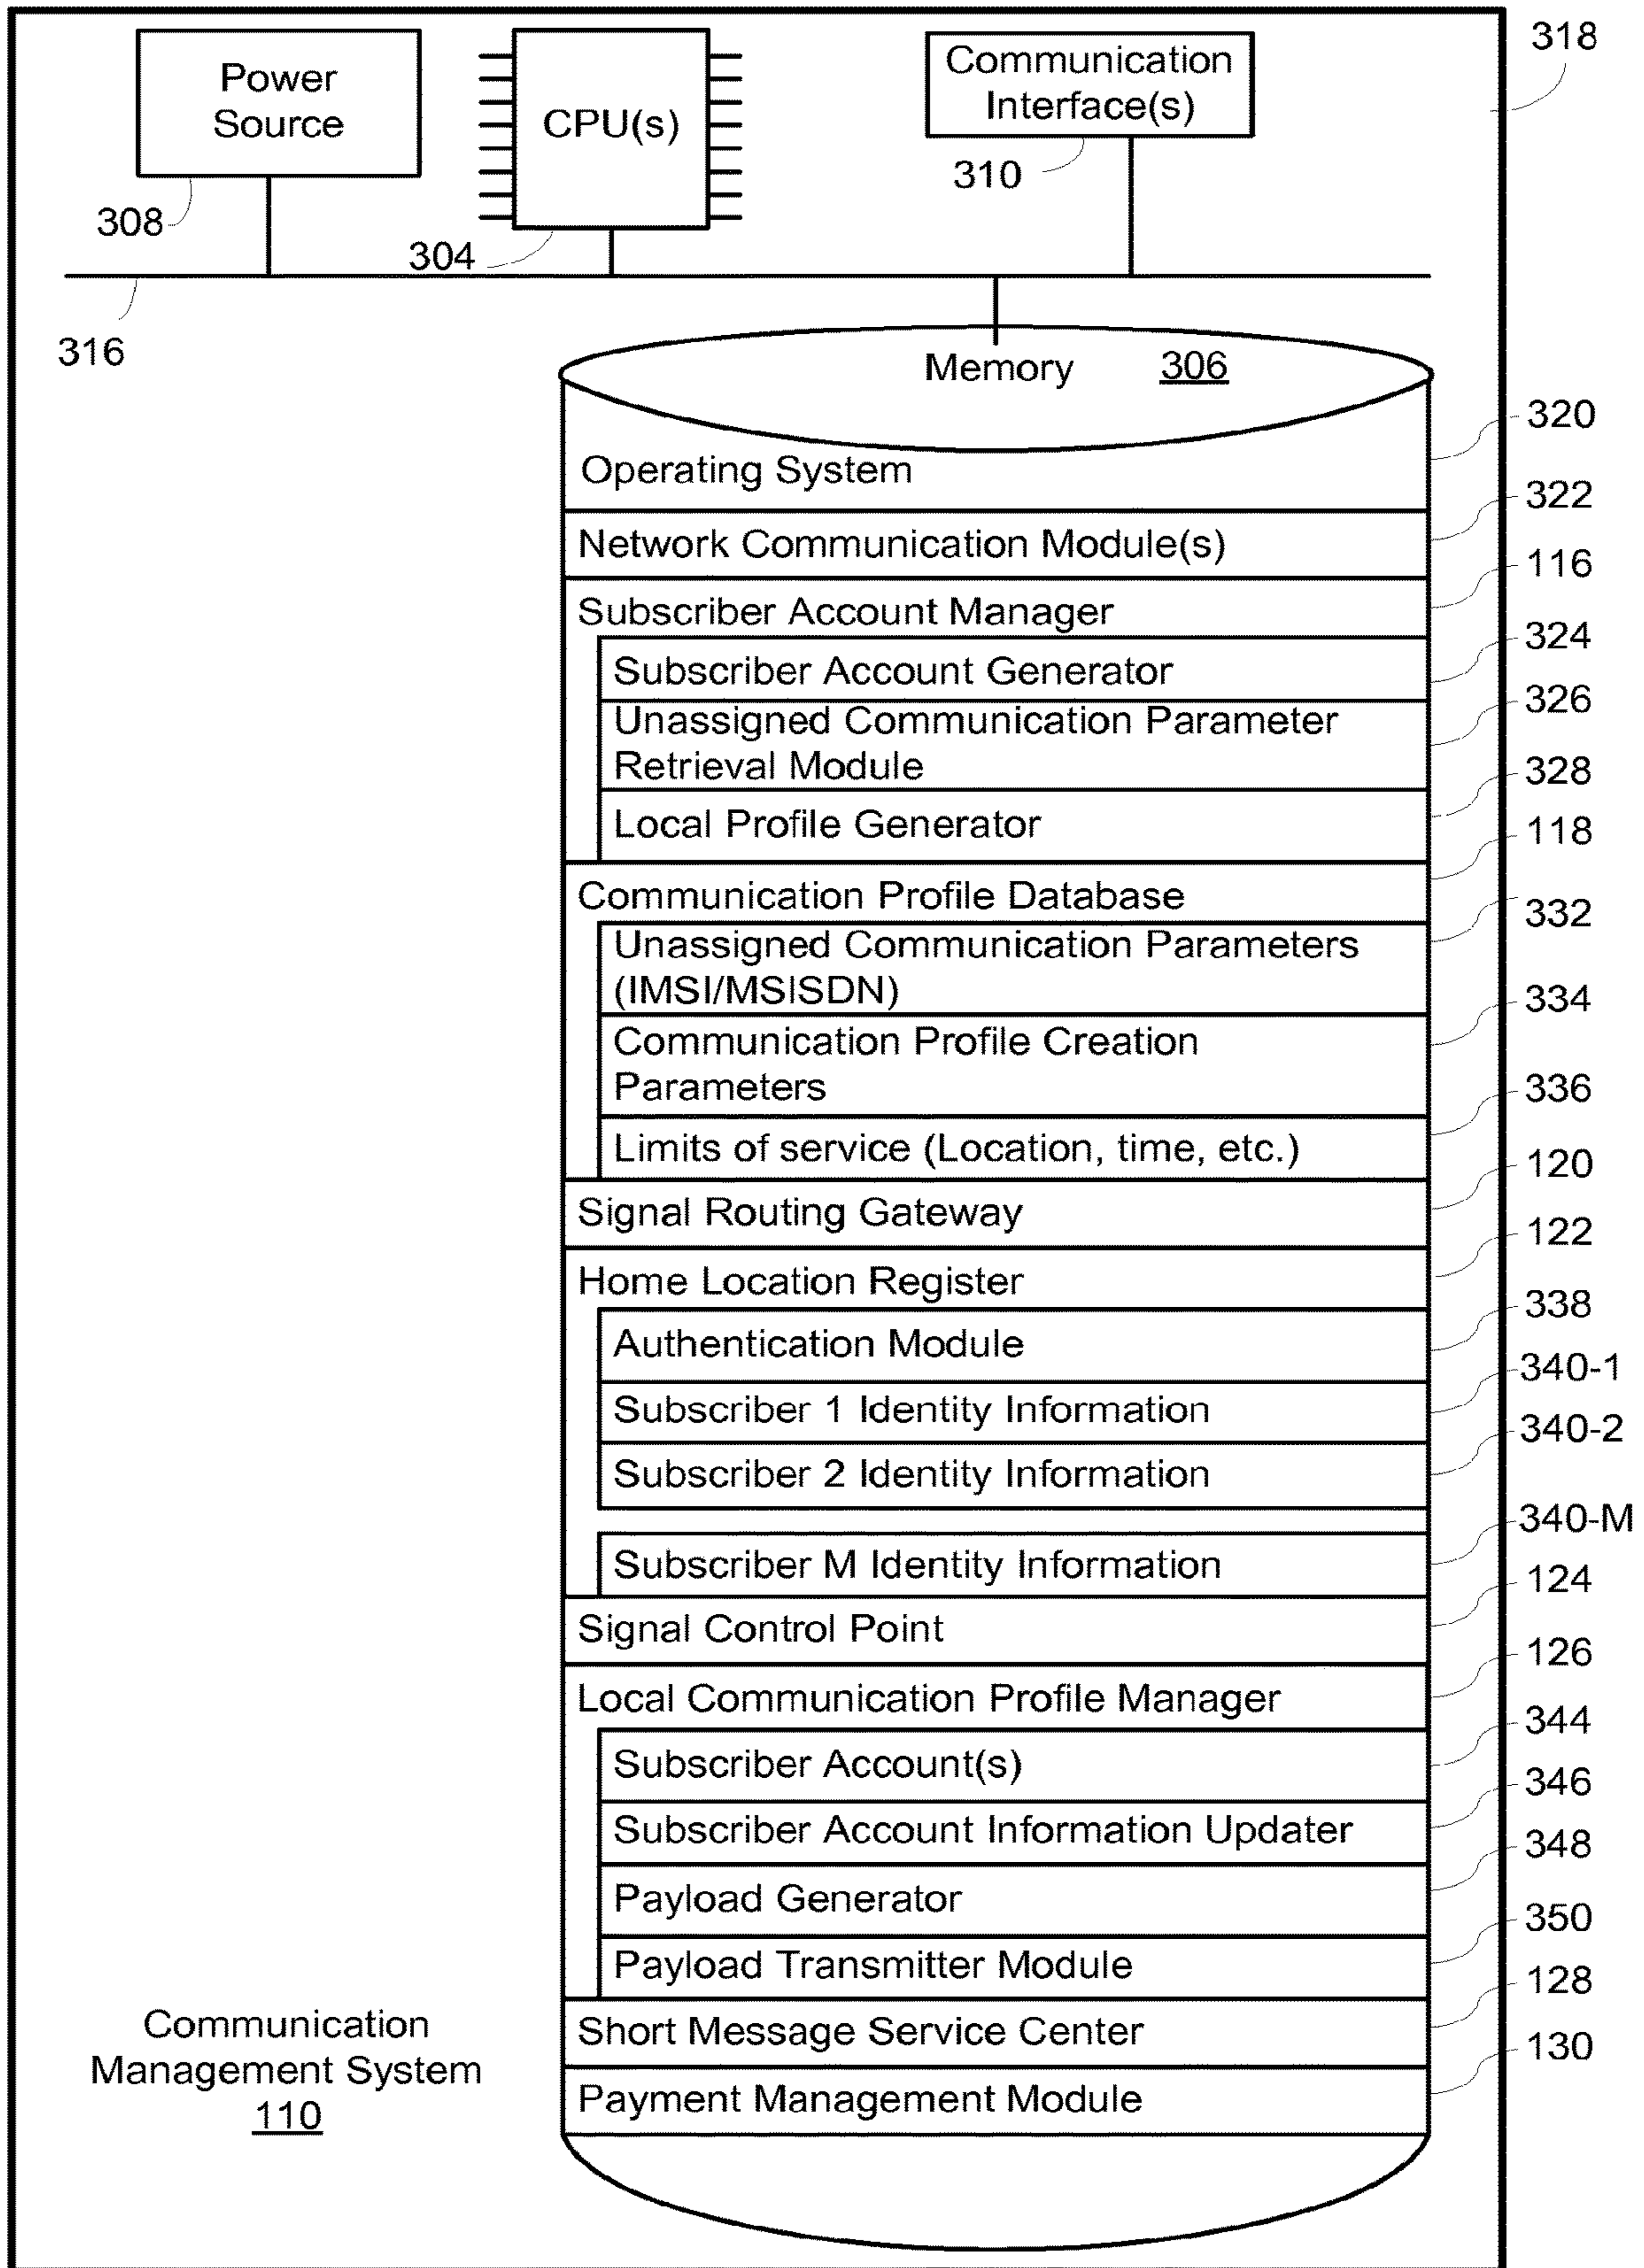 318
Power
Source
CPU(s)
Communication
Interface(s)
308
304
310
316
Memory 306
320
Operating System
322
Network Communication Module(s)
116
Subscriber Account Manager
324
Subscriber Account Generator
326
Unassigned Communication Parameter
Retrieval Module
328
Local Profile Generator
118
Communication Profile Database
332
Unassigned Communication Parameters
(IMSI/MSISDN)
334
Communication Profile Creation
Parameters
336
Limits of service (Location, time, etc.)
120
Signal Routing Gateway
122
Home Location Register
338
Authentication Module
340-1
Subscriber 1 Identity Information
340-2
Subscriber 2 Identity Information
340-M
Subscriber M Identity Information
124
Signal Control Point
126
Local Communication Profile Manager
344
Subscriber Account(s)
346
Subscriber Account Information Updater
348
Payload Generator
350
Payload Transmitter Module
128
Short Message Service Center
130
Payment Management Module
Communication
Management System
110